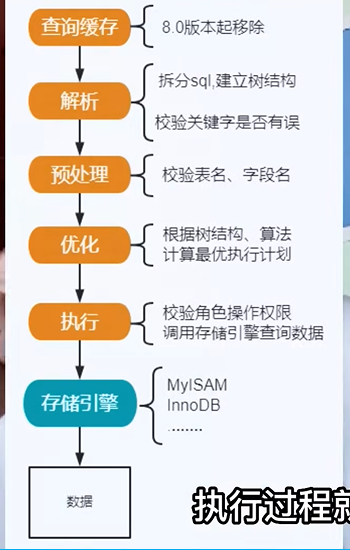 查询缓存
8.0版本起移除
解析
拆分sql,建立树结构
校验关键字是否有误
预处理
校验表名、字段名
优化
根据树结构、算法
计算最优执行计划
执行
校验角色操作权限
调用存储引擎查询数据
存储引擎
MyISAM
InnoDB
........
数据
执行过程就